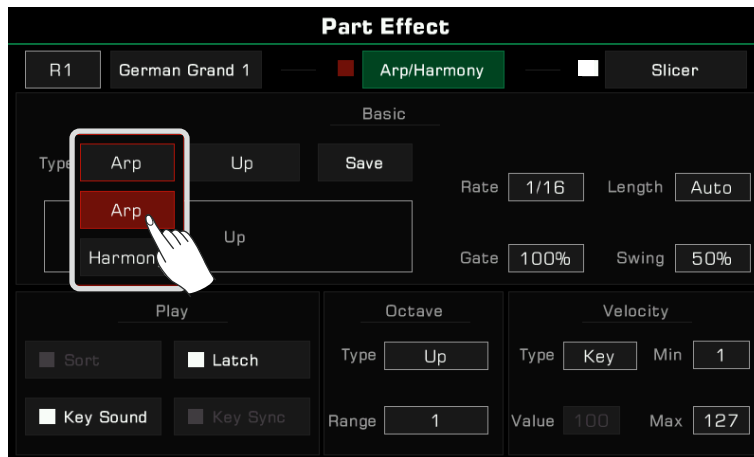 Part Effect
R1 German Grand 1 Arp/Harmony Slicer
Basic
Type Arp Up Save
Rate 1/16 Length Auto
Arp
Up
Harmon
Gate 100% Swing 50%
Play Octave Velocity
Sort Latch Type Up Type Key Min 1
Key Sound Key Sync Range 1 Value 100 Max 127